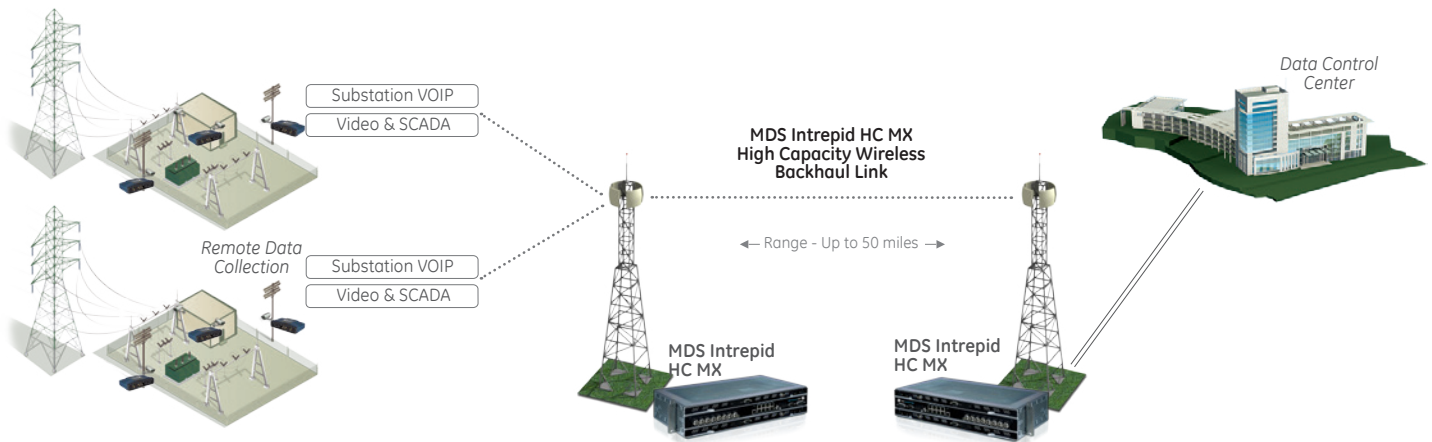 Substation VOIP
Video & SCADA
Remote Data
Collection
Substation VOIP
Video & SCADA
MDS Intrepid HC MX
High Capacity Wireless
Backhaul Link
Range - Up to 50 miles
MDS Intrepid
HC MX
MDS Intrepid
HC MX
Data Control
Center